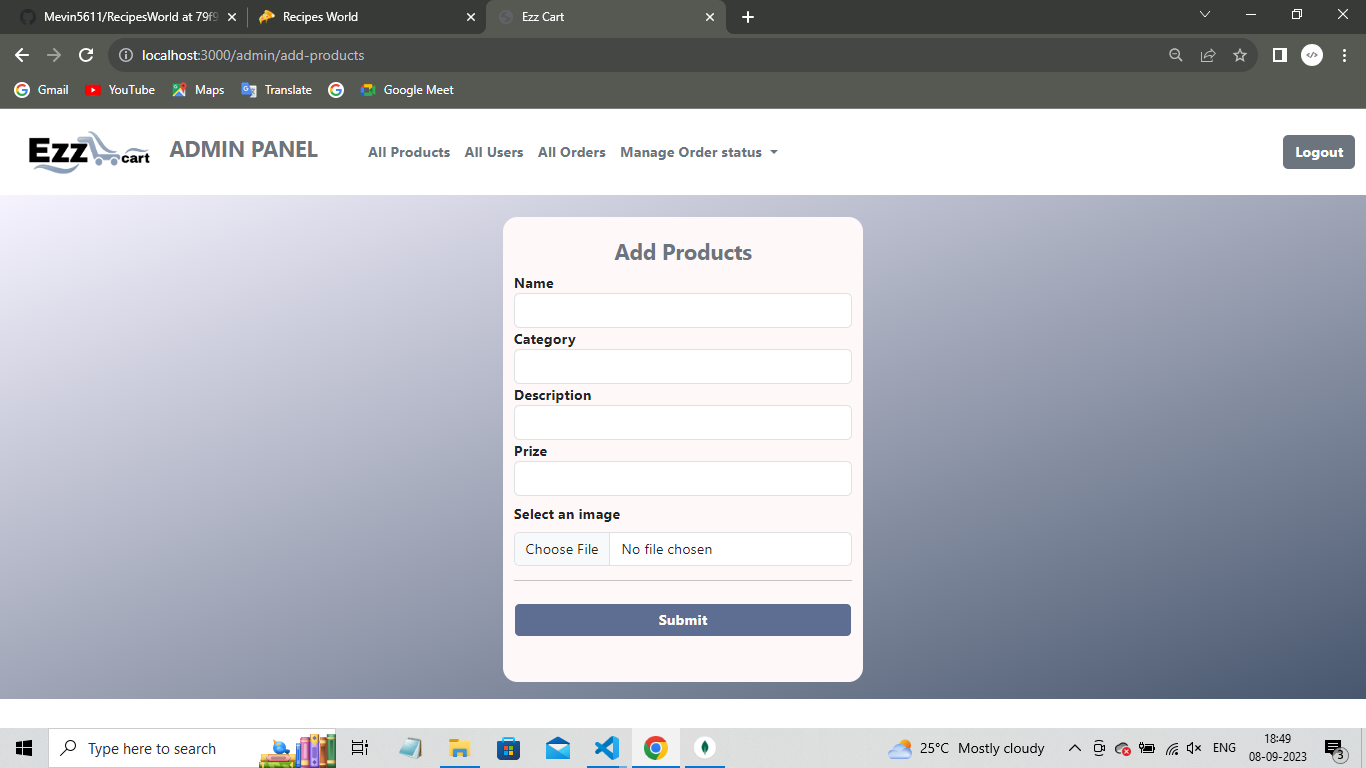 Mevin5611/RecipesWorld at 79f9
Recipes World
Ezz Cart
localhost:3000/admin/add-products
Gmail
YouTube
Maps
Translate
Google Meet
Ezz cart
ADMIN PANEL
All Products
All Users
All Orders
Manage Order status
Logout
Add Products
Name
Category
Description
Prize
Select an image
Choose File
No file chosen
Submit
Type here to search
25°C Mostly cloudy
ENG
18:49
08-09-2023
3